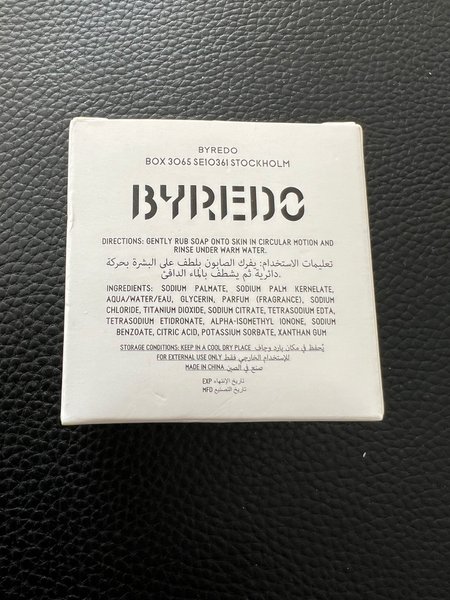 BYREDO
BOX 3065 SE10361 STOCKHOLM
BYREDO
DIRECTIONS: GENTLY RUB SOAP ONTO SKIN IN CIRCULAR MOTION AND
RINSE UNDER WARM WATER.
تعليمات الاستخدام: يفرك الصابون بلطف على البشرة بحركة
دائرية ثم يشطف بالماء الدافئ.
INGREDIENTS: SODIUM PALMATE, SODIUM PALM KERNELATE,
AQUA/WATER/EAU, GLYCERIN, PARFUM (FRAGRANCE), SODIUM
CHLORIDE, TITANIUM DIOXIDE, SODIUM CITRATE, TETRASODIUM EDTA,
TETRASODIUM ETIDRONATE, ALPHA-ISOMETHYL IONONE, SODIUM
BENZOATE, CITRIC ACID, POTASSIUM SORBATE, XANTHAN GUM
STORAGE CONDITIONS: KEEP IN A COOL DRY PLACE يُحفظ في مكان بارد وجاف
FOR EXTERNAL USE ONLY للإستخدام الخارجي فقط
MADE IN CHINA صنع في الصين
EXP تاريخ الإنتهاء
MFD تاريخ التصنيع